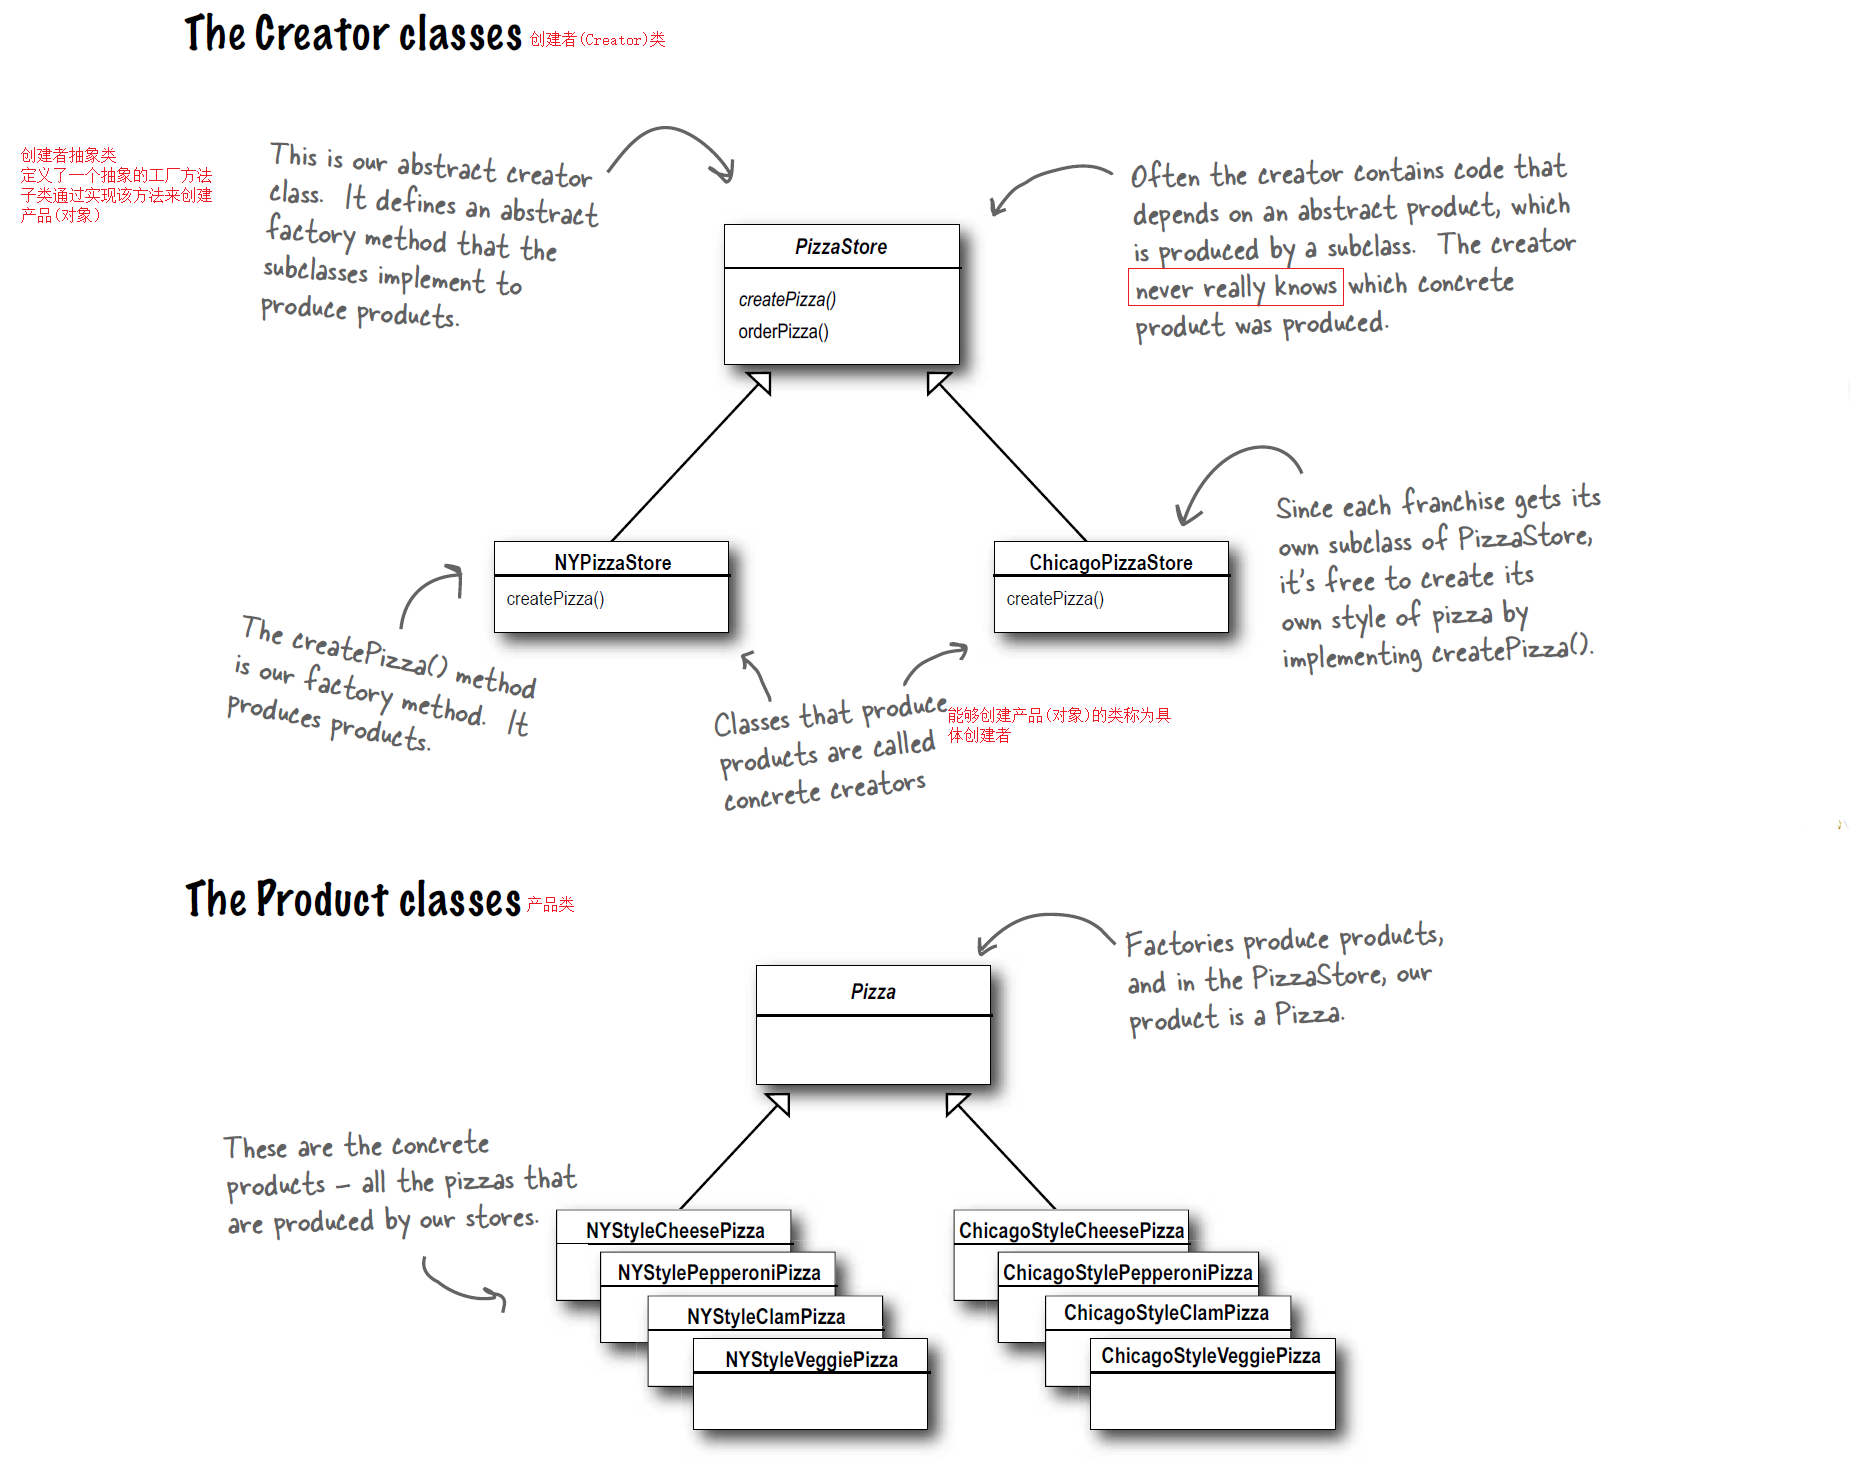 The Creator classes 创建者(Creator)类
创建者抽象类
定义了一个抽象的工厂方法
子类通过实现该方法来创建
产品(对象)
This is our abstract creator
class. It defines an abstract
factory method that the
subclasses implement to
produce products.
Often the creator contains code that
depends on an abstract product, which
is produced by a subclass. The creator
never really knows which concrete
product was produced.
PizzaStore
createPizza()
orderPizza()
NYPizzaStore
createPizza()
ChicagoPizzaStore
createPizza()
Since each franchise gets its
own subclass of PizzaStore,
it's free to create its
own style of pizza by
implementing createPizza().
The createPizza() method
is our factory method. It
produces products.
Classes that produce
products are called
concrete creators
能够创建产品(对象)的类称为具
体创建者
The Product classes 产品类
Factories produce products,
and in the PizzaStore, our
product is a Pizza.
Pizza
These are the concrete
products – all the pizzas that
are produced by our stores.
NYStyleCheesePizza
NYStylePepperoniPizza
NYStyleClamPizza
NYStyleVeggiePizza
ChicagoStyleCheesePizza
ChicagoStylePepperoniPizza
ChicagoStyleClamPizza
ChicagoStyleVeggiePizza